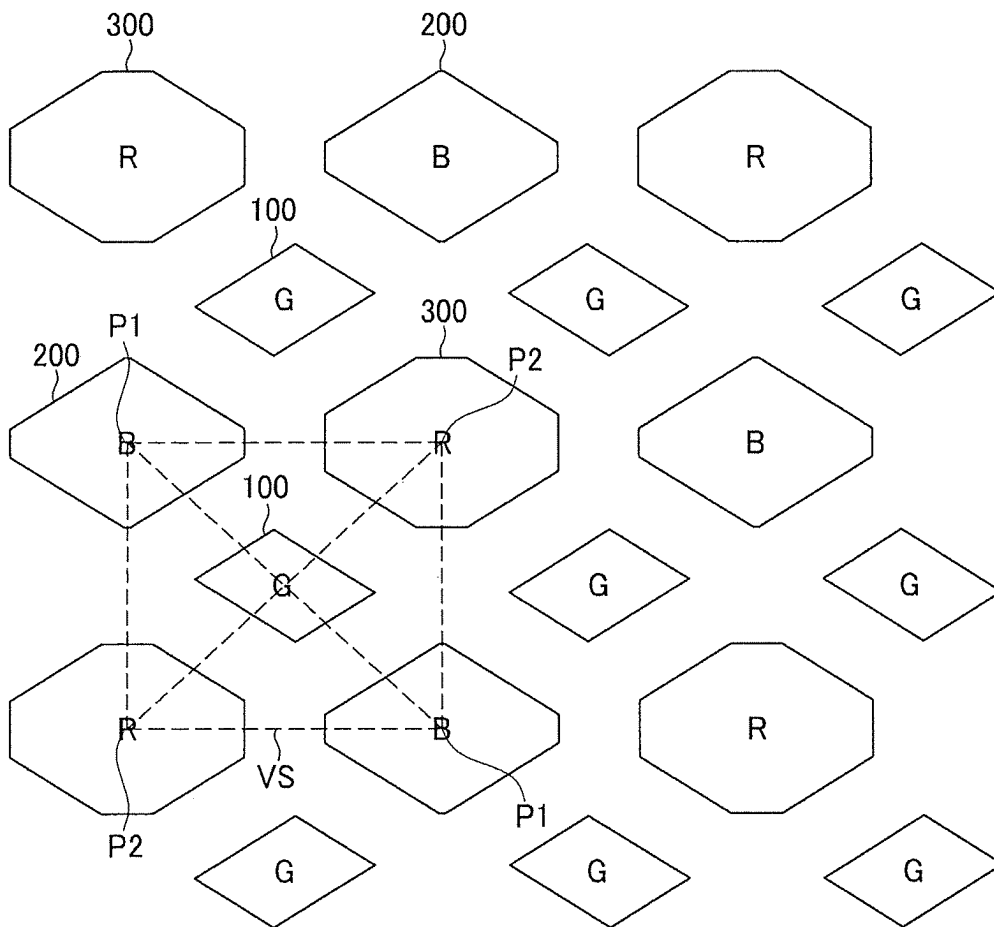 300 200
R B R
100
G G G
P1 300
200 P2
B R B
100
G G G
R B R
VS
P2 P1
G G G